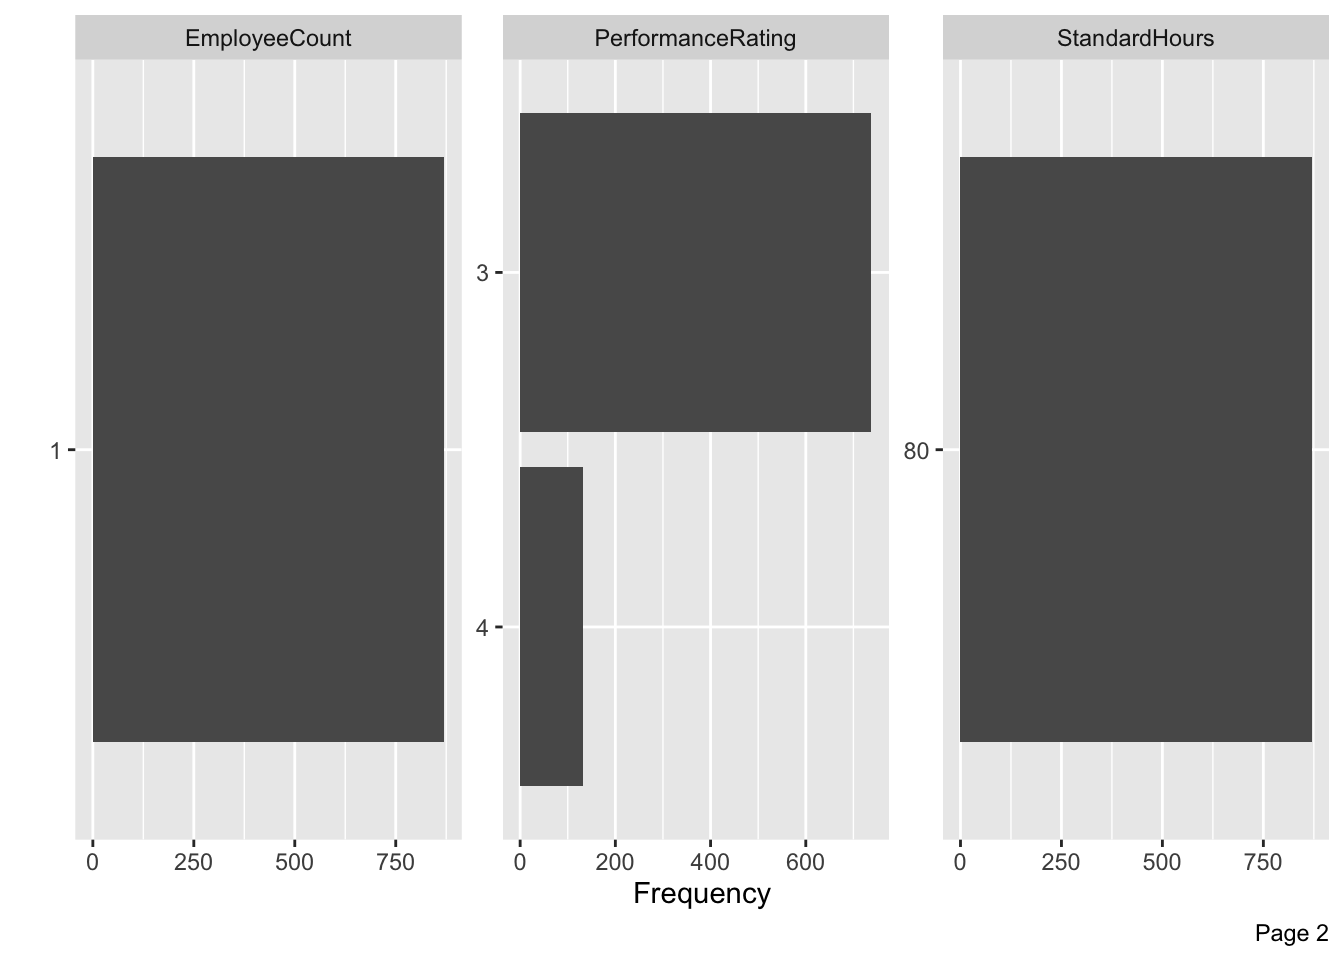 EmployeeCount PerformanceRating StandardHours
3
1 80
4
0 250 500 750 0 200 400 600 0 250 500 750
Frequency
Page 2